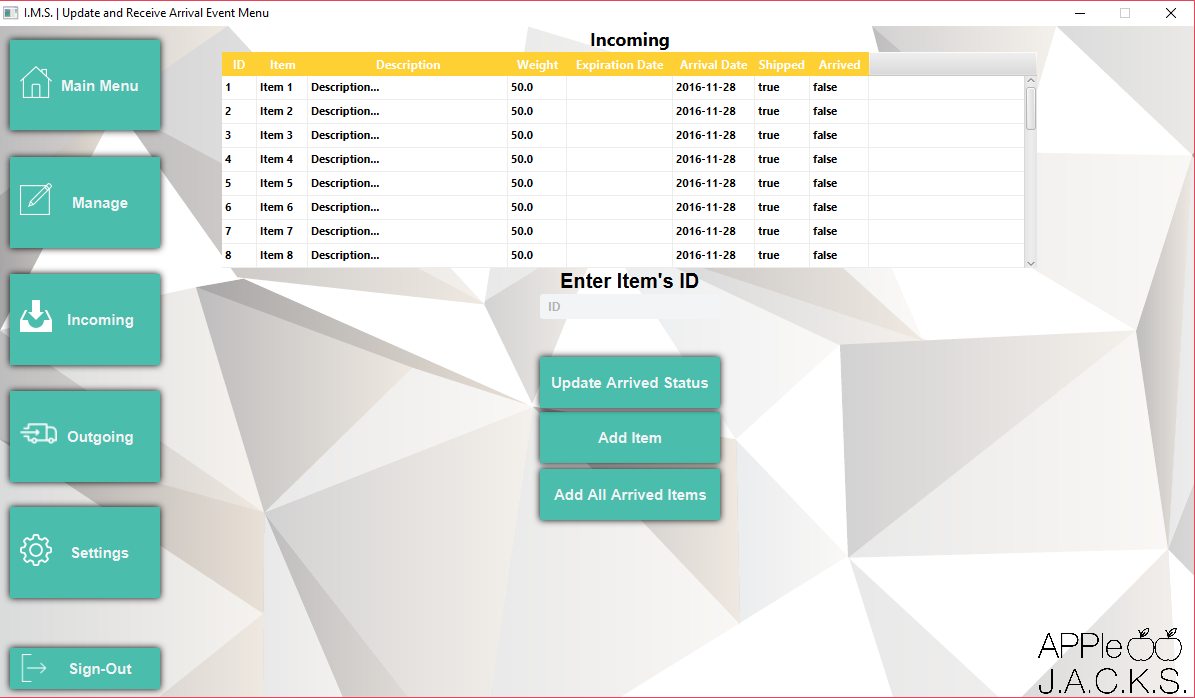 I.M.S. | Update and Receive Arrival Event Menu
Main Menu
Manage
Incoming
Outgoing
Settings
Sign-Out
Incoming
ID Item Description Weight Expiration Date Arrival Date Shipped Arrived
1 Item 1 Description... 50.0 2016-11-28 true false
2 Item 2 Description... 50.0 2016-11-28 true false
3 Item 3 Description... 50.0 2016-11-28 true false
4 Item 4 Description... 50.0 2016-11-28 true false
5 Item 5 Description... 50.0 2016-11-28 true false
6 Item 6 Description... 50.0 2016-11-28 true false
7 Item 7 Description... 50.0 2016-11-28 true false
8 Item 8 Description... 50.0 2016-11-28 true false
Enter Item's ID
ID
Update Arrived Status
Add Item
Add All Arrived Items
APPle
J.A.C.K.S.